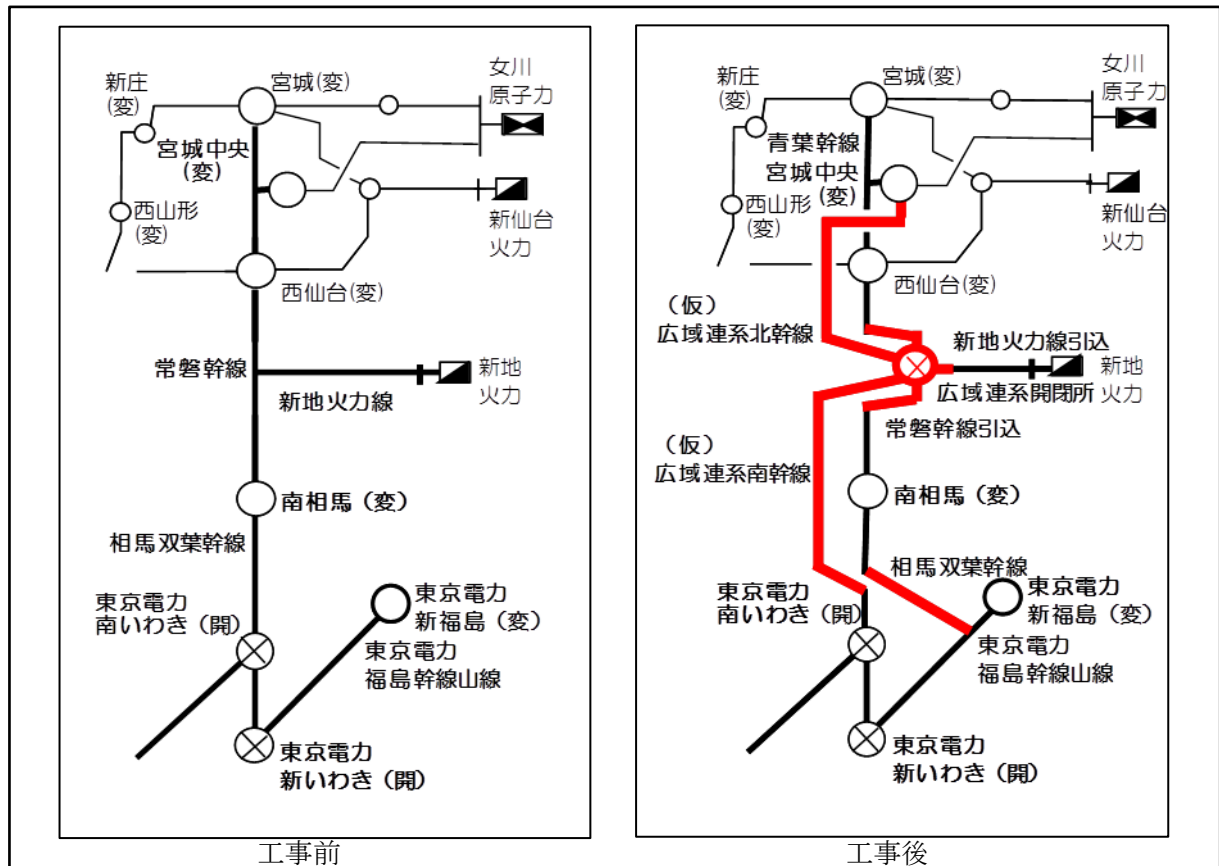 新庄
(変)
宮城(変)
女川
原子力
宮城中央
(変)
西山形
(変)
新仙台
火力
西仙台(変)
常磐幹線
新地
火力
新地火力線
南相馬(変)
相馬双葉幹線
東京電力
南いわき(開)
東京電力
新福島(変)
東京電力
福島幹線山線
東京電力
新いわき(開)
工事前
新庄
(変)
宮城(変)
女川
原子力
青葉幹線
宮城中央
(変)
西山形
(変)
新仙台
火力
西仙台(変)
(仮)
広域連系北幹線
新地火力線引込
新地
火力
広域連系開閉所
常磐幹線引込
(仮)
広域連系南幹線
南相馬(変)
相馬双葉幹線
東京電力
南いわき(開)
東京電力
新福島(変)
東京電力
福島幹線山線
東京電力
新いわき(開)
工事後